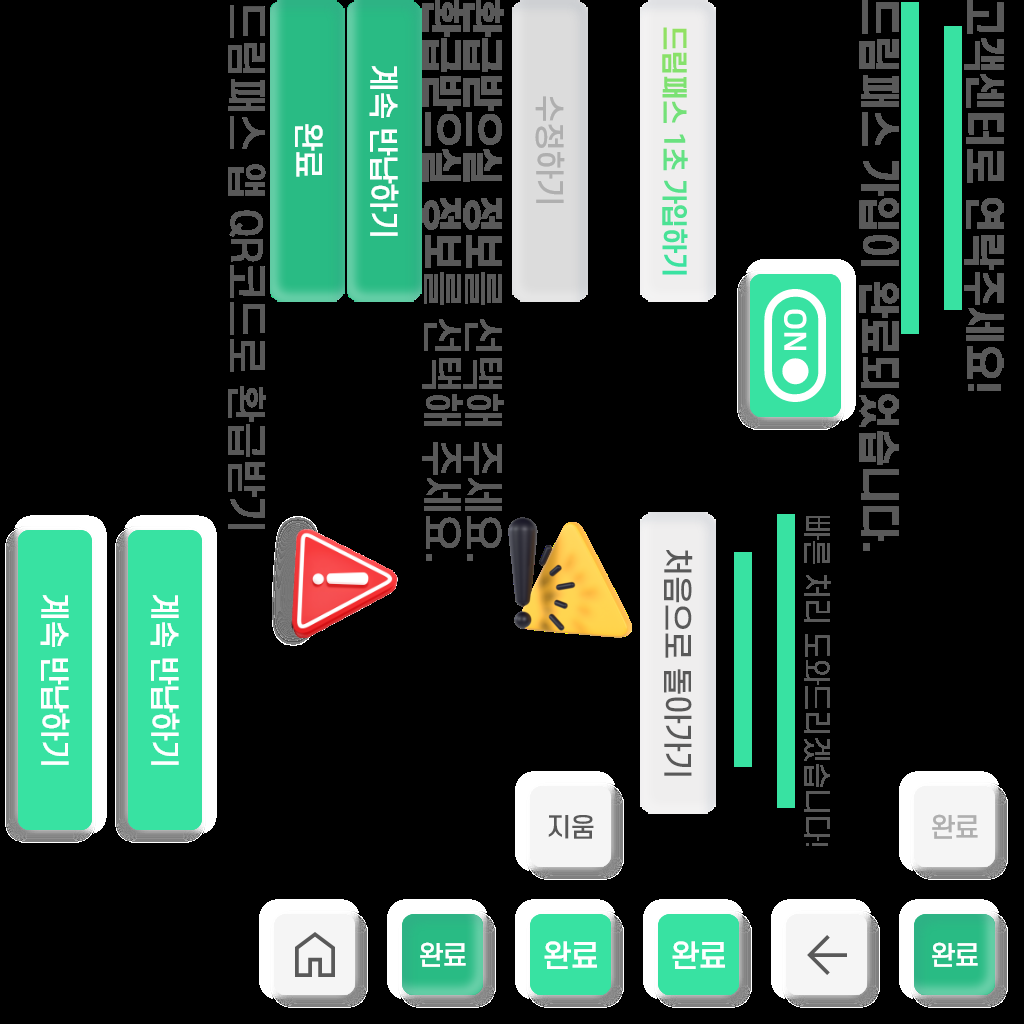 고객센터로 연락주세요!
드림패스 가입이 완료되었습니다.
ON
드림패스 1초 가입하기
수정하기
환급받으실 정보를 선택해 주세요.
환급받으실 정보를 선택해 주세요.
계속 반납하기
완료
드림패스 앱 QR코드로 환급받기
빠른 처리 도와드리겠습니다!
처음으로 돌아가기
계속 반납하기
계속 반납하기
지움
완료
완료
완료
완료
완료